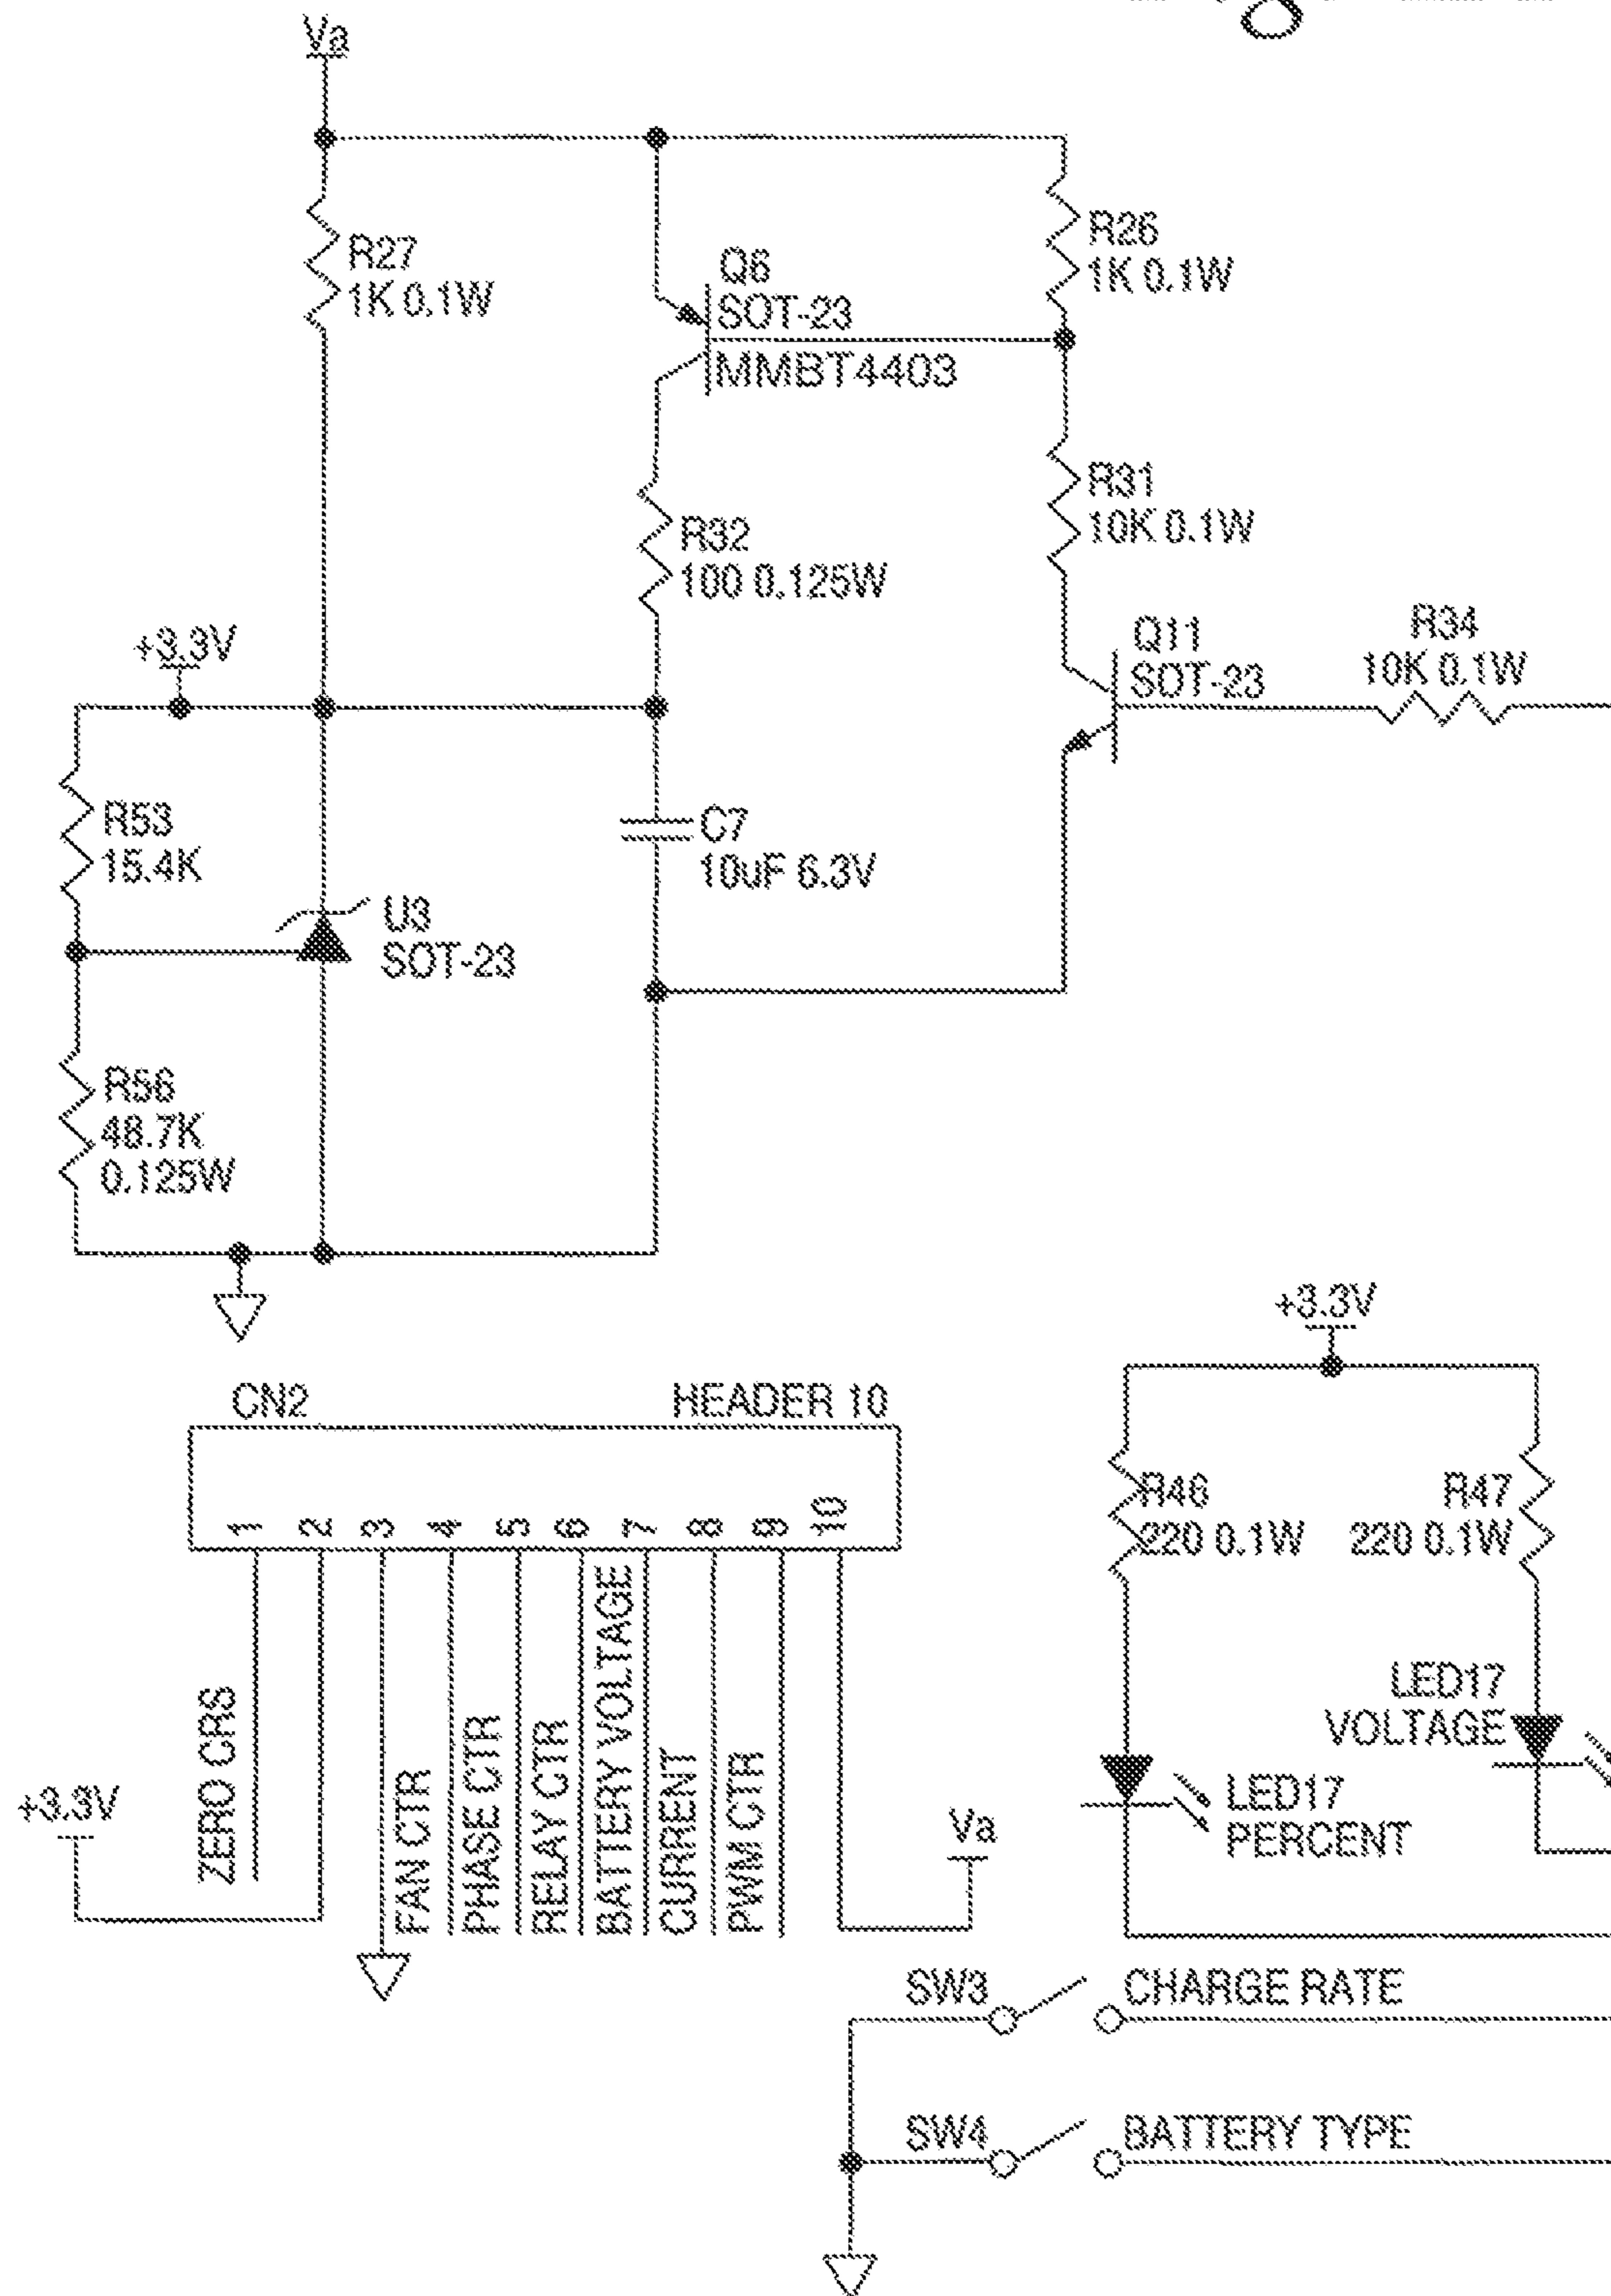 Va
R27
1K 0.1W
Q6
SOT-23
MMBT4403
R26
1K 0.1W
R31
10K 0.1W
R32
100 0.125W
Q11
SOT-23
R34
10K 0.1W
+3.3V
R53
15.4K
C7
10uF 6.3V
U3
SOT-23
R56
48.7K
0.125W
+3.3V
CN2
HEADER 10
1 2 3 4 5 6 7 8 9 10
R46
220 0.1W
R47
220 0.1W
ZERO CRS
FAN CTR
PHASE CTR
RELAY CTR
BATTERY VOLTAGE
CURRENT
PWM CTR
+3.3V
Va
LED17
VOLTAGE
LED17
PERCENT
SW3
CHARGE RATE
SW4
BATTERY TYPE